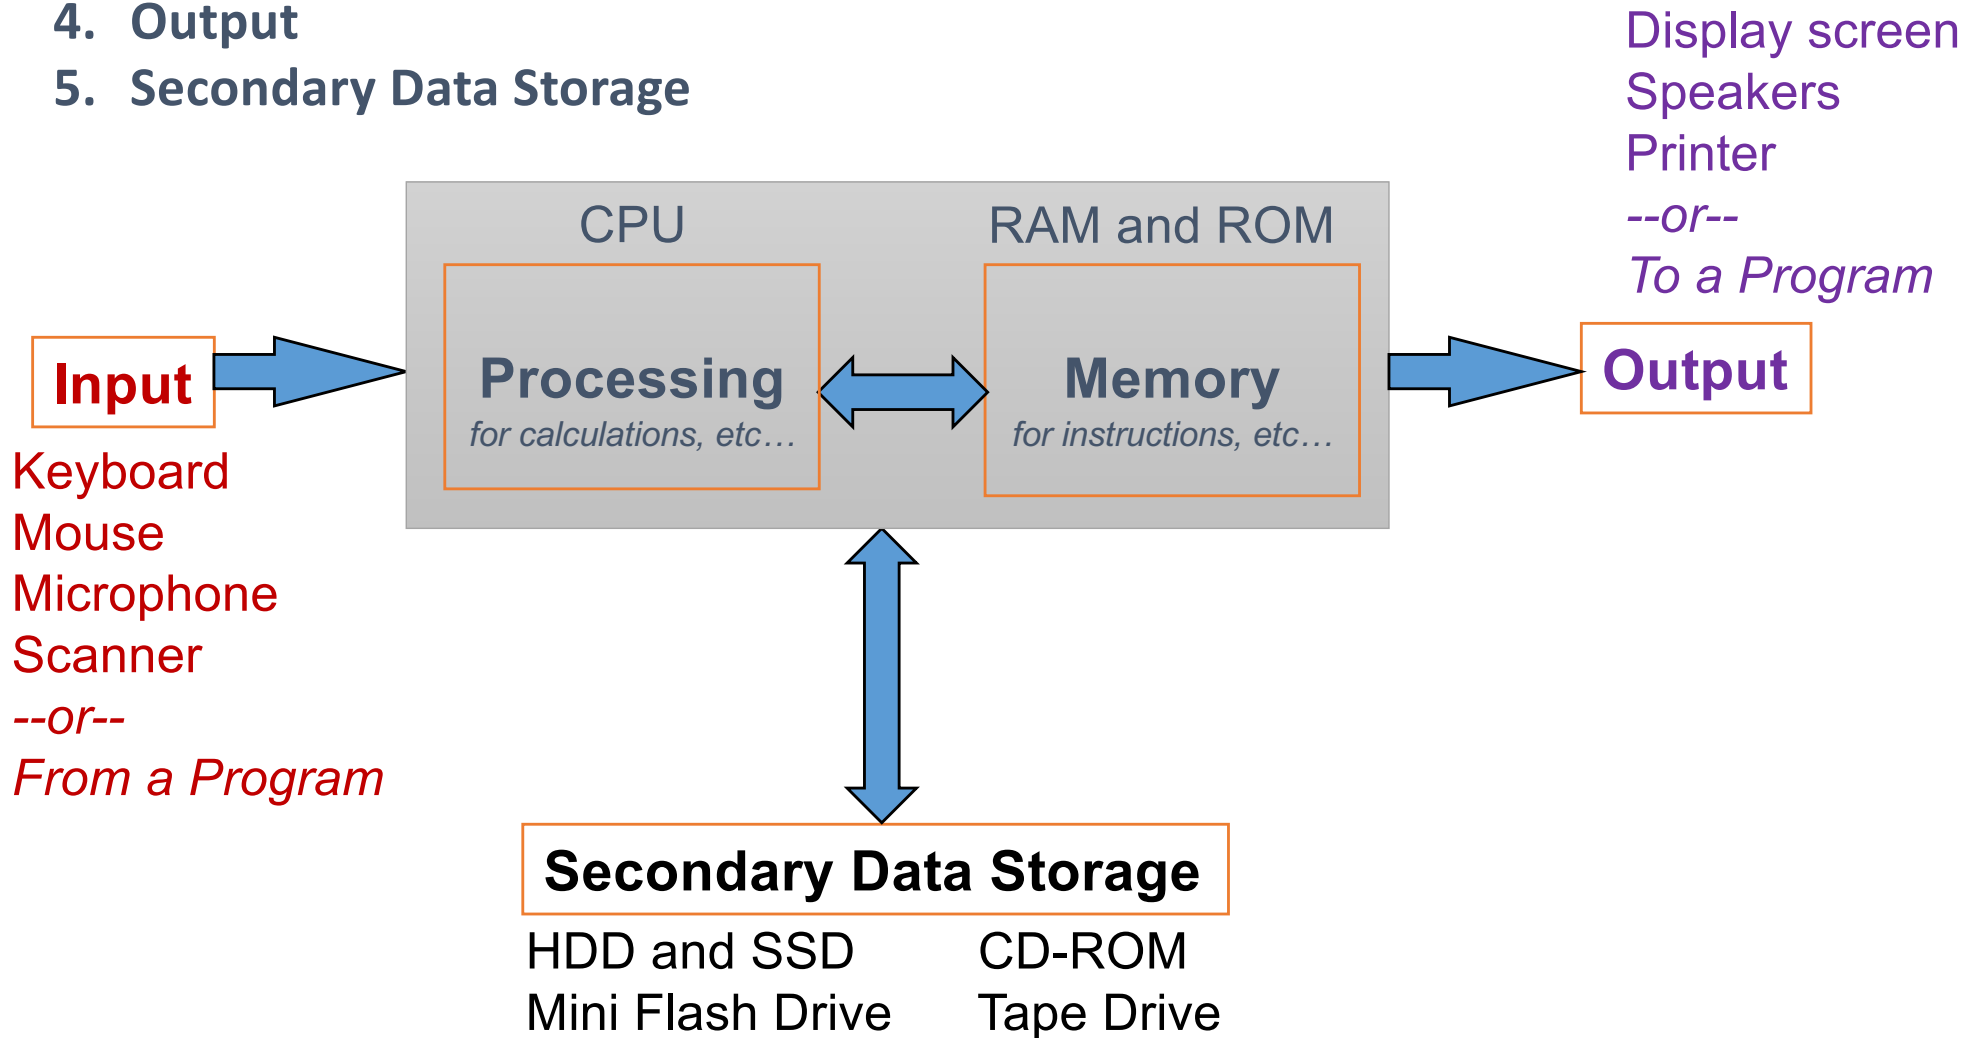 4. Output
5. Secondary Data Storage
Display screen
Speakers
Printer
--or--
To a Program
CPU
RAM and ROM
Input
Processing
for calculations, etc…
Memory
for instructions, etc…
Output
Keyboard
Mouse
Microphone
Scanner
--or--
From a Program
Secondary Data Storage
HDD and SSD
CD-ROM
Mini Flash Drive
Tape Drive